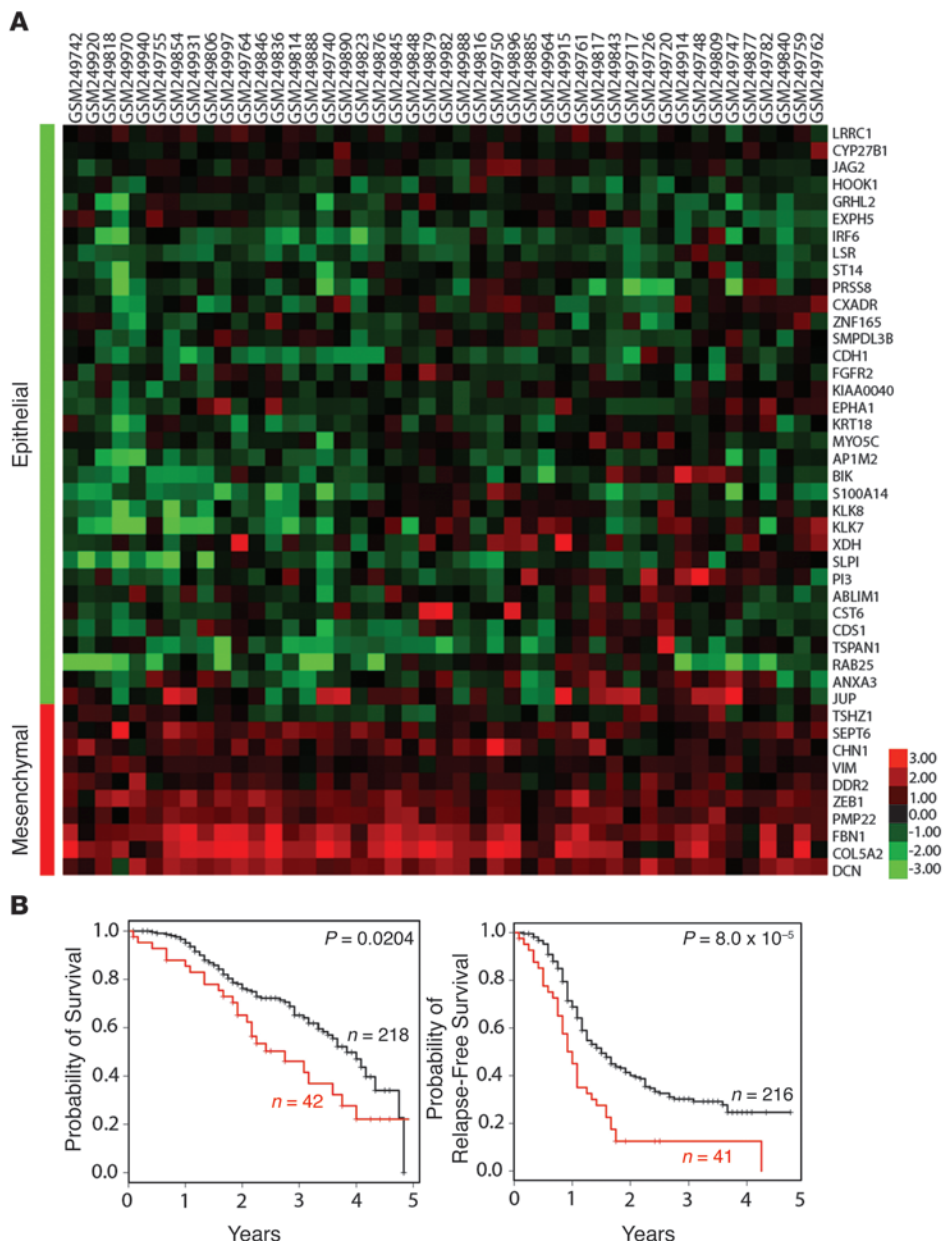 A
GSM249742
GSM249920
GSM249818
GSM249970
GSM249940
GSM249755
GSM249854
GSM249931
GSM249806
GSM249997
GSM249764
GSM249846
GSM249836
GSM249814
GSM249888
GSM249740
GSM249890
GSM249823
GSM249876
GSM249845
GSM249848
GSM249879
GSM249982
GSM249988
GSM249816
GSM249750
GSM249896
GSM249885
GSM249964
GSM249915
GSM249761
GSM249817
GSM249843
GSM249717
GSM249726
GSM249720
GSM249914
GSM249748
GSM249809
GSM249747
GSM249877
GSM249782
GSM249840
GSM249759
GSM249762
Epithelial
Mesenchymal
LRRC1
CYP27B1
JAG2
HOOK1
GRHL2
EXPH5
IRF6
LSR
ST14
PRSS8
CXADR
ZNF165
SMPDL3B
CDH1
FGFR2
KIAA0040
EPHA1
KRT18
MYO5C
AP1M2
BIK
S100A14
KLK8
KLK7
XDH
SLPI
PI3
ABLIM1
CST6
CDS1
TSPAN1
RAB25
ANXA3
JUP
TSHZ1
SEPT6
CHN1
VIM
DDR2
ZEB1
PMP22
FBN1
COL5A2
DCN
3.00
2.00
1.00
0.00
-1.00
-2.00
-3.00
B
Probability of Survival
1.0
0.8
0.6
0.4
0.2
0.0
P = 0.0204
n = 218
n = 42
0 1 2 3 4 5
Years
Probability of
Relapse-Free Survival
1.0
0.8
0.6
0.4
0.2
0.0
P = 8.0 x 10⁻⁵
n = 216
n = 41
0 1 2 3 4 5
Years